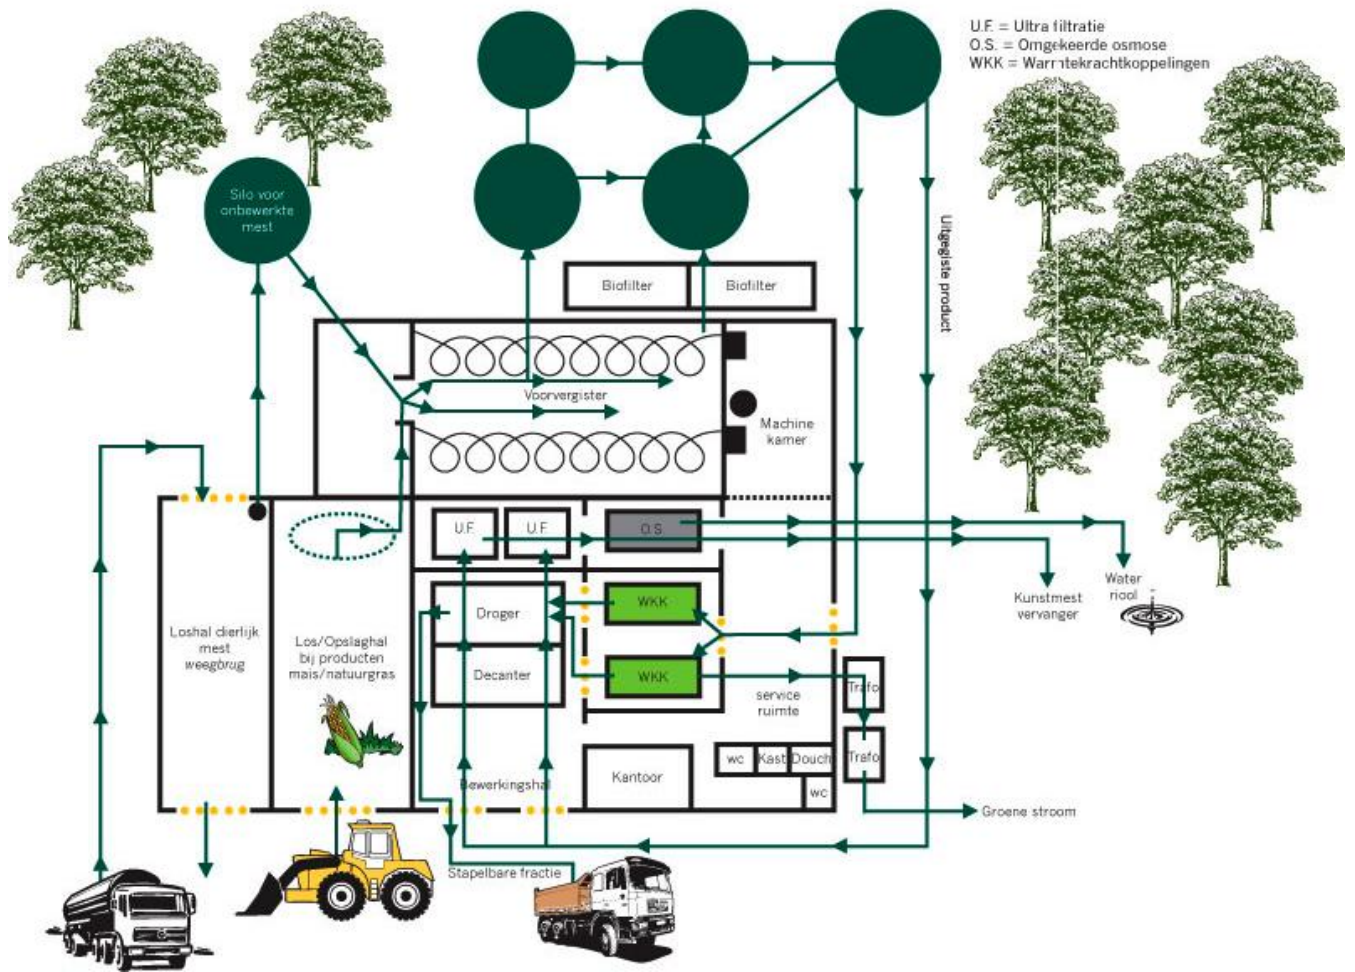 U.F. = Ultra filtratie
O.S. = Omgekeerde osmose
WKK = Warmtekrachtkoppelingen
Silo voor
onbewerkte
mest
Uitgegiste product
Biofilter
Biofilter
Voorvergister
Machine
kamer
U.F.
U.F.
O.S.
Water
riool
Kunstmest
vervanger
WKK
Droger
Loshal dierlijk
mest
weegbrug
Los/Opslaghal
bij producten
mais/natuurgras
Decanter
WKK
service
ruimte
Trafo
Trafo
wc
Kast
Douch
wc
Kantoor
Bewerkingshal
Groene stroom
Stapelbare fractie